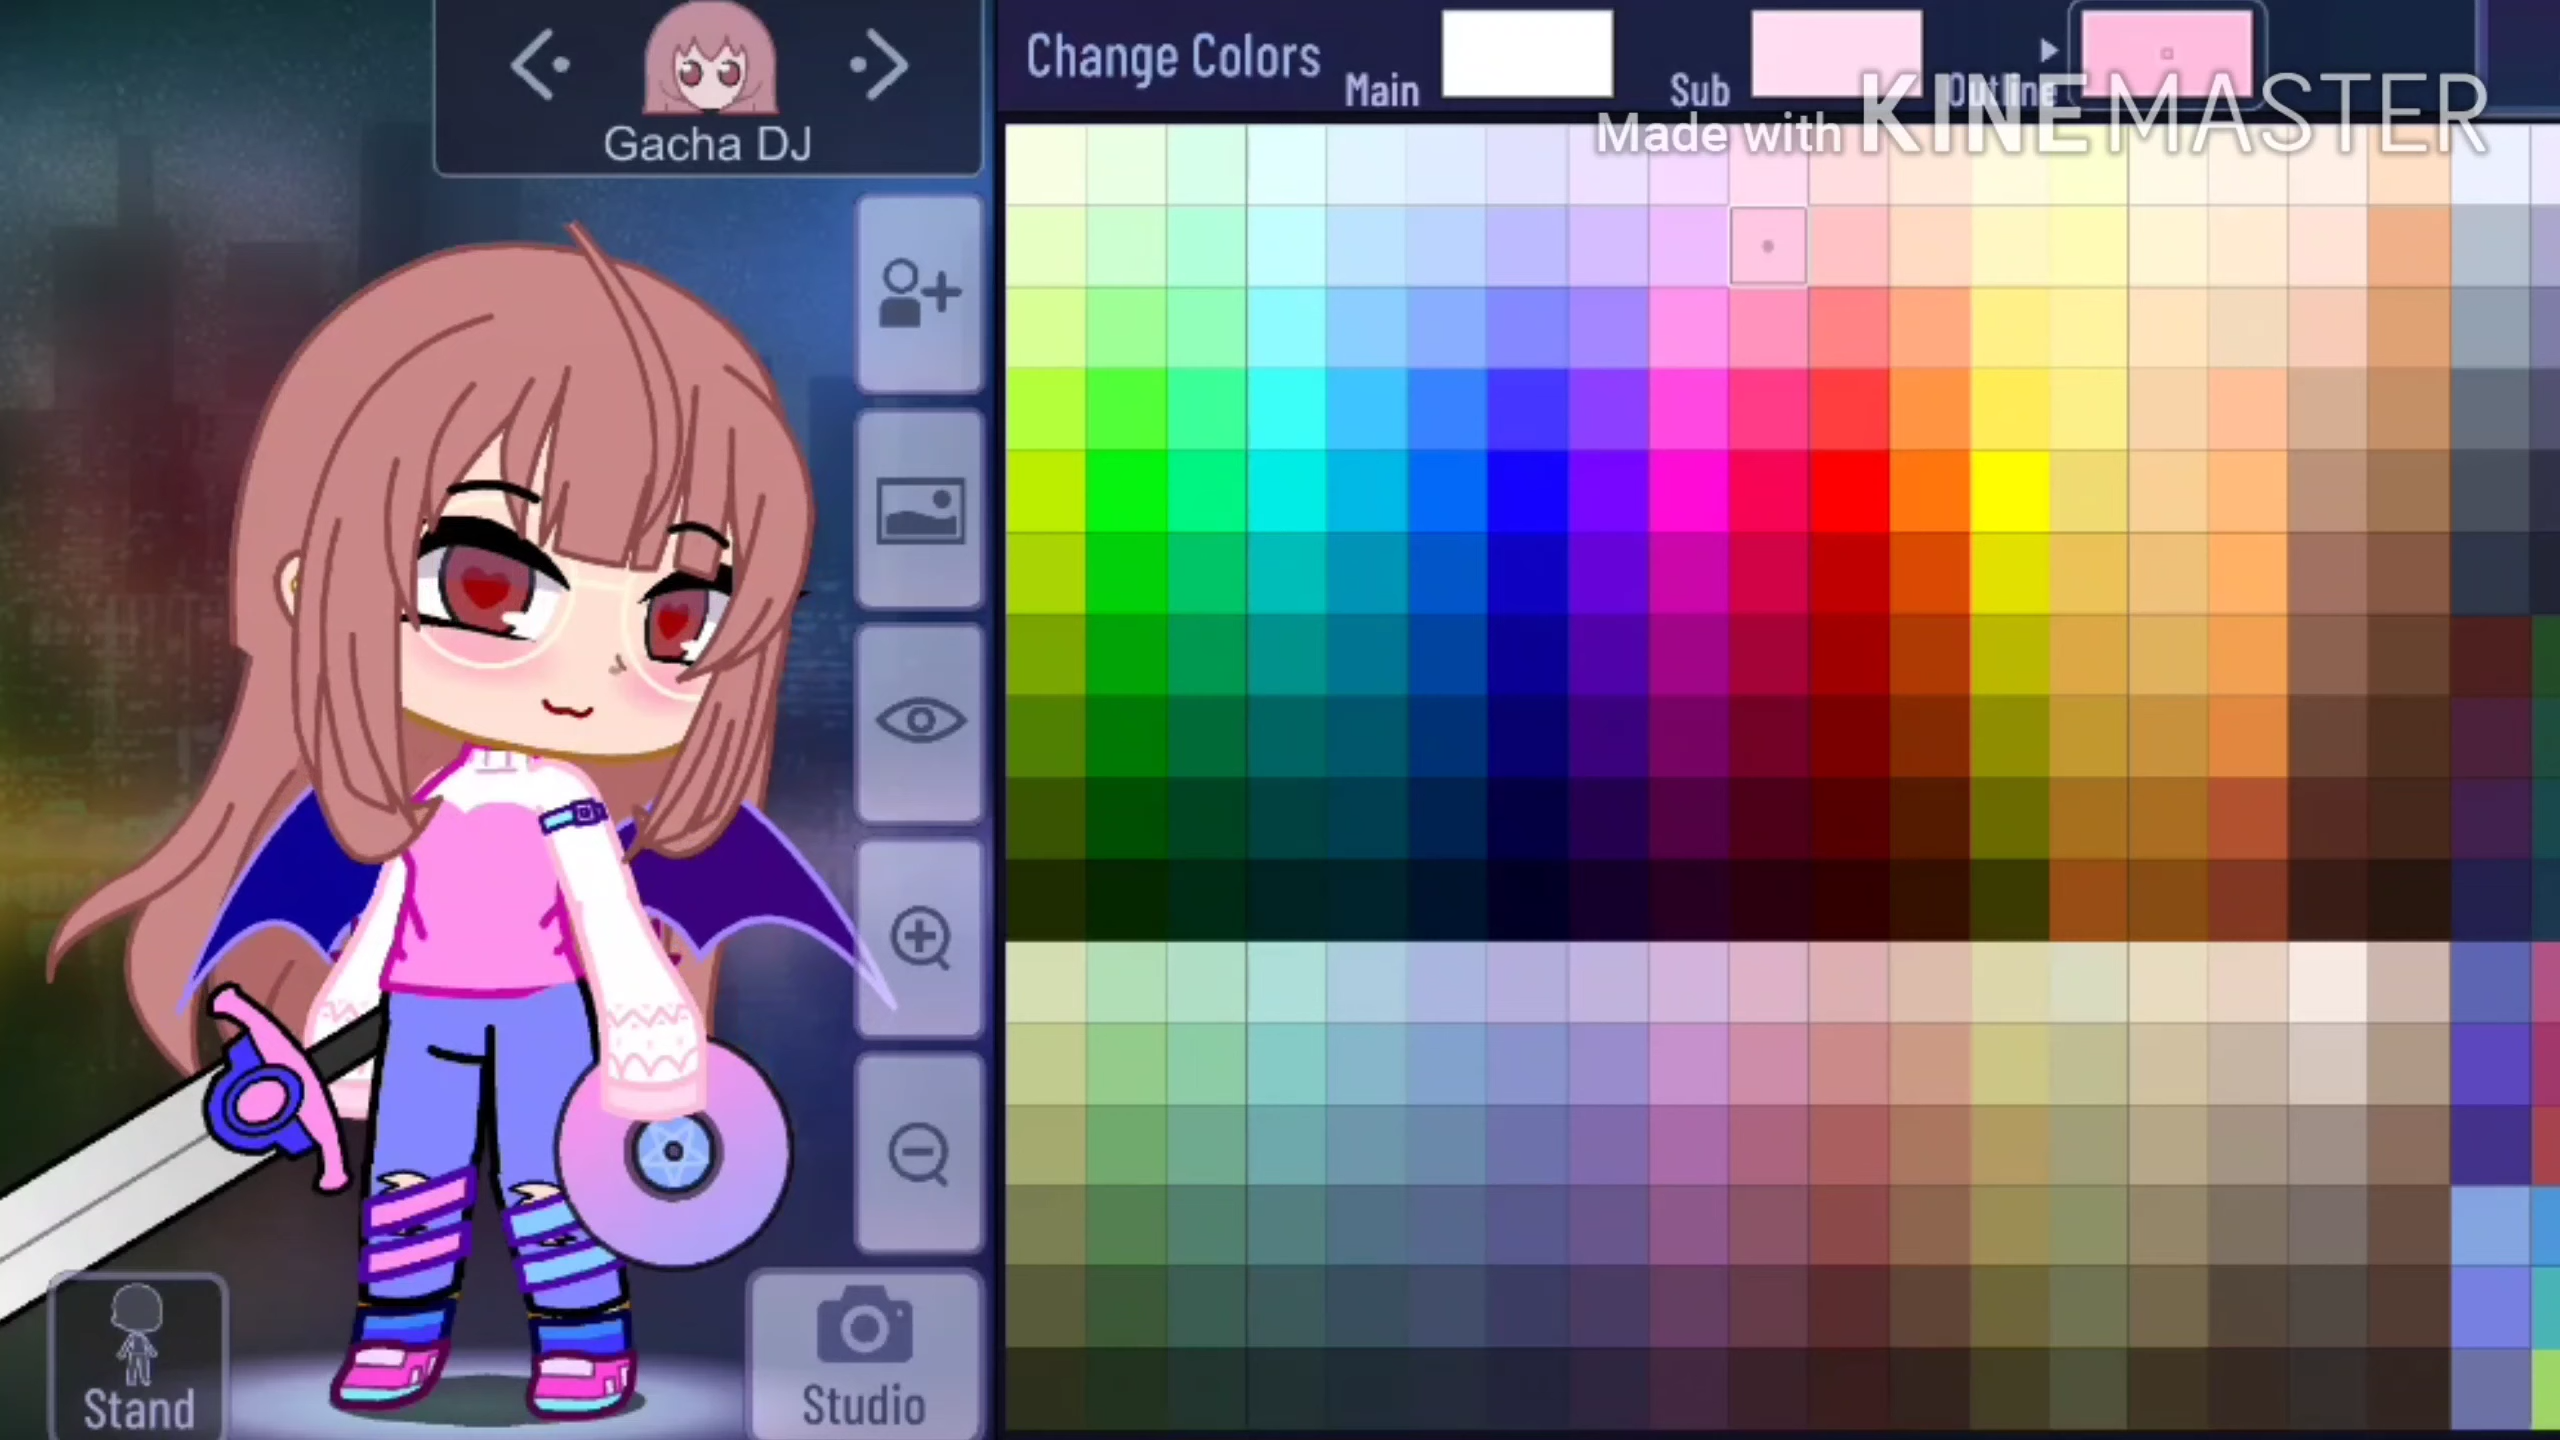 Gacha DJ
Change Colors
Main
Sub
Outline
Made with KINEMASTER
Stand
Studio